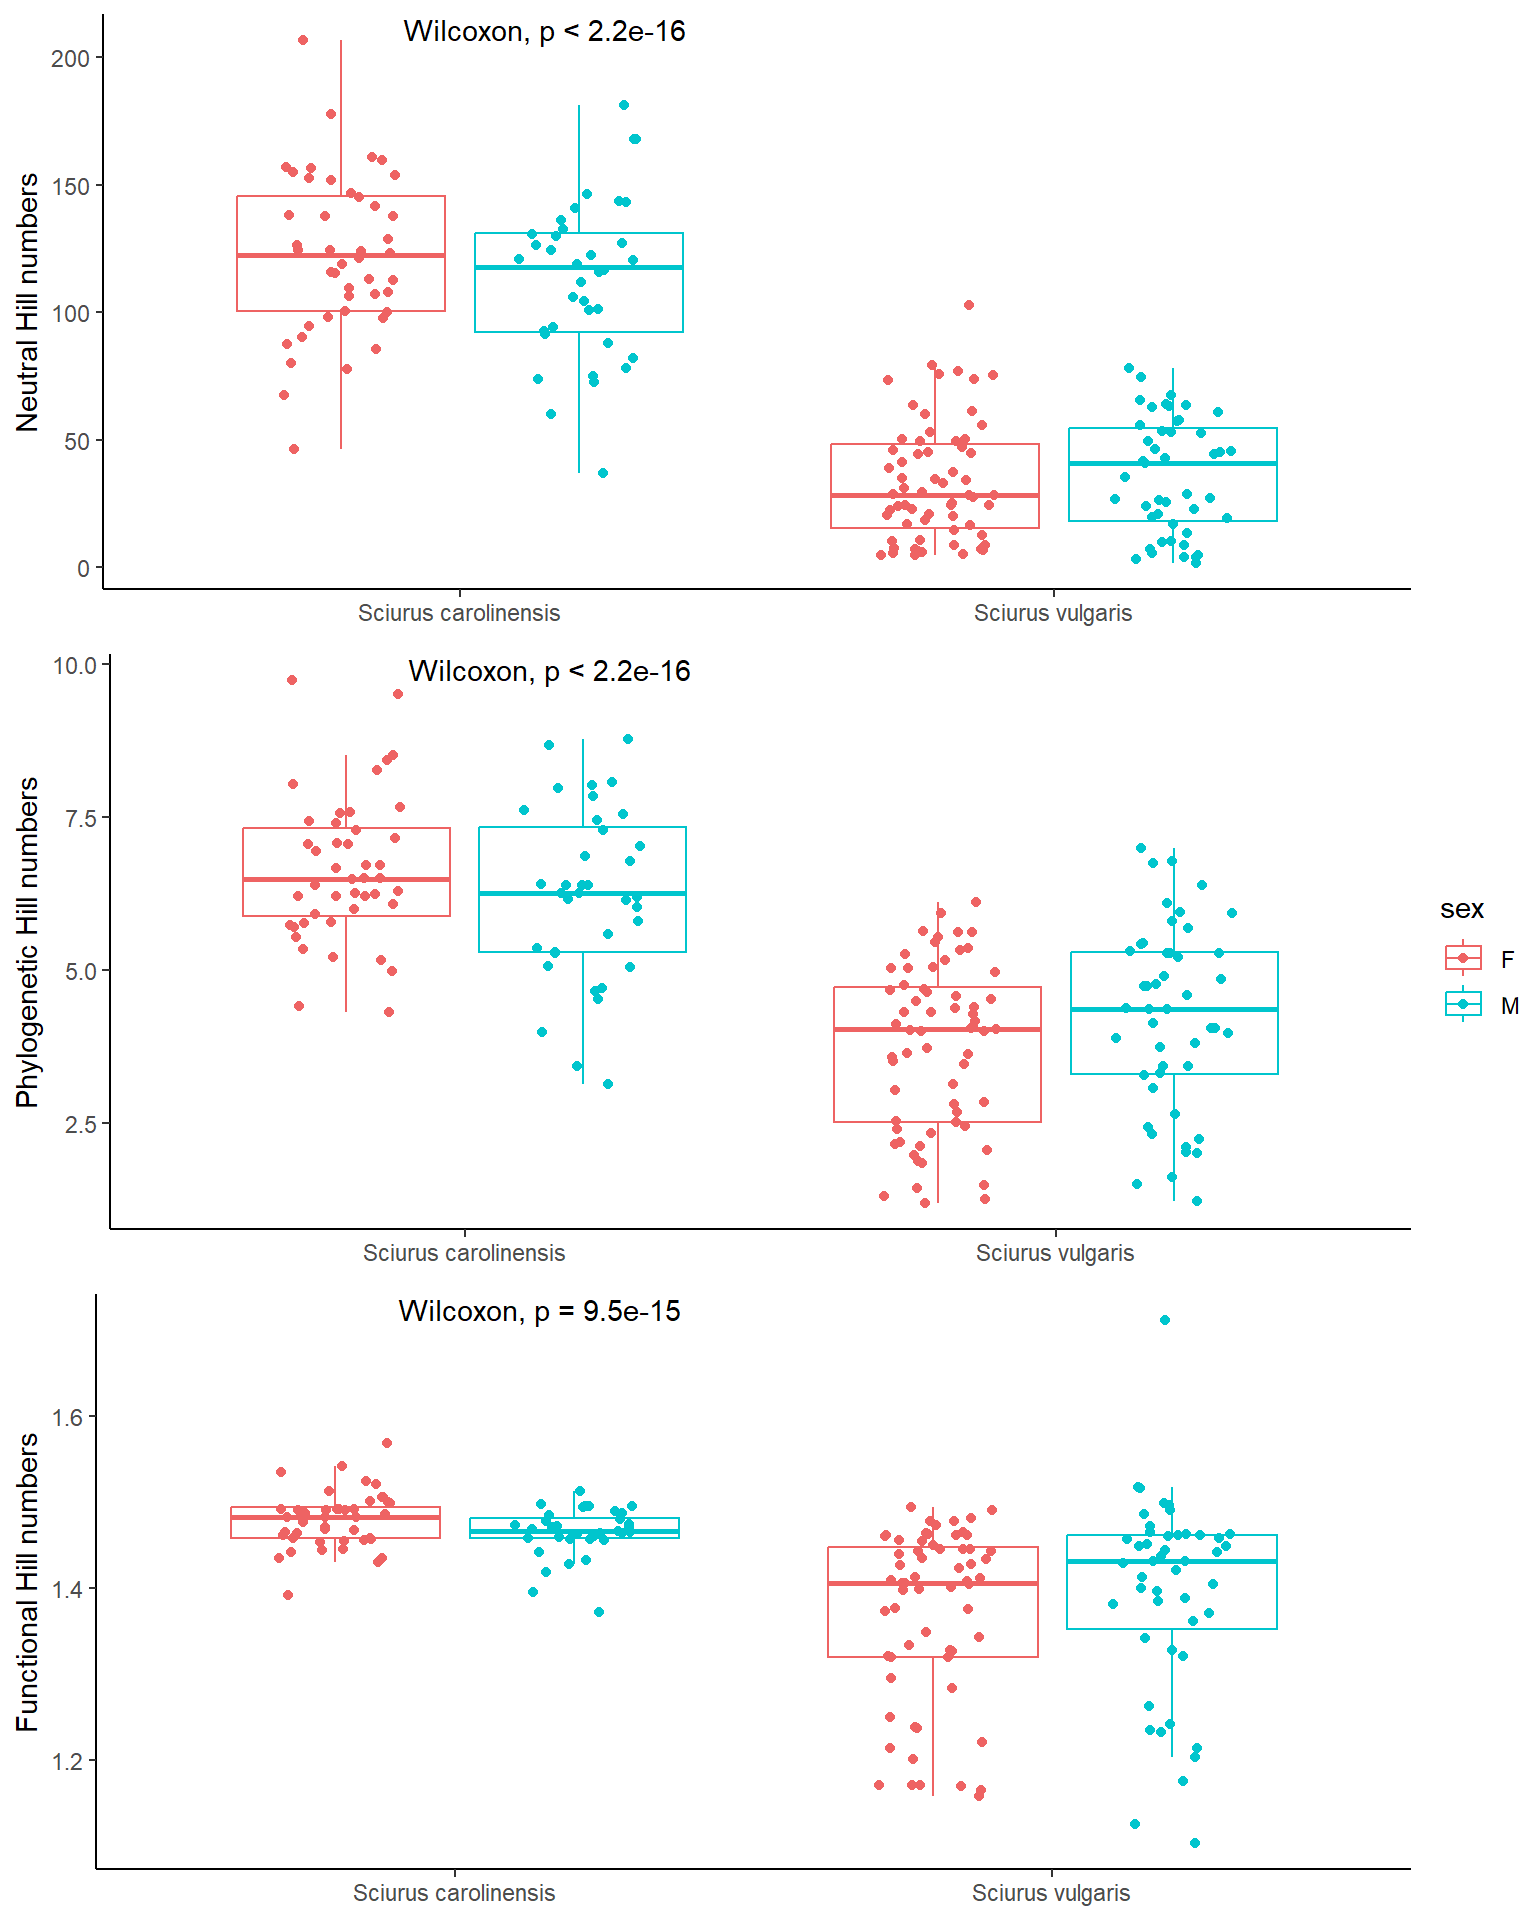 Wilcoxon, p < 2.2e-16
Neutral Hill numbers
200
150
100
50
0
Sciurus carolinensis
Sciurus vulgaris
Wilcoxon, p < 2.2e-16
Phylogenetic Hill numbers
10.0
7.5
5.0
2.5
Sciurus carolinensis
Sciurus vulgaris
sex
F
M
Wilcoxon, p = 9.5e-15
Functional Hill numbers
1.6
1.4
1.2
Sciurus carolinensis
Sciurus vulgaris